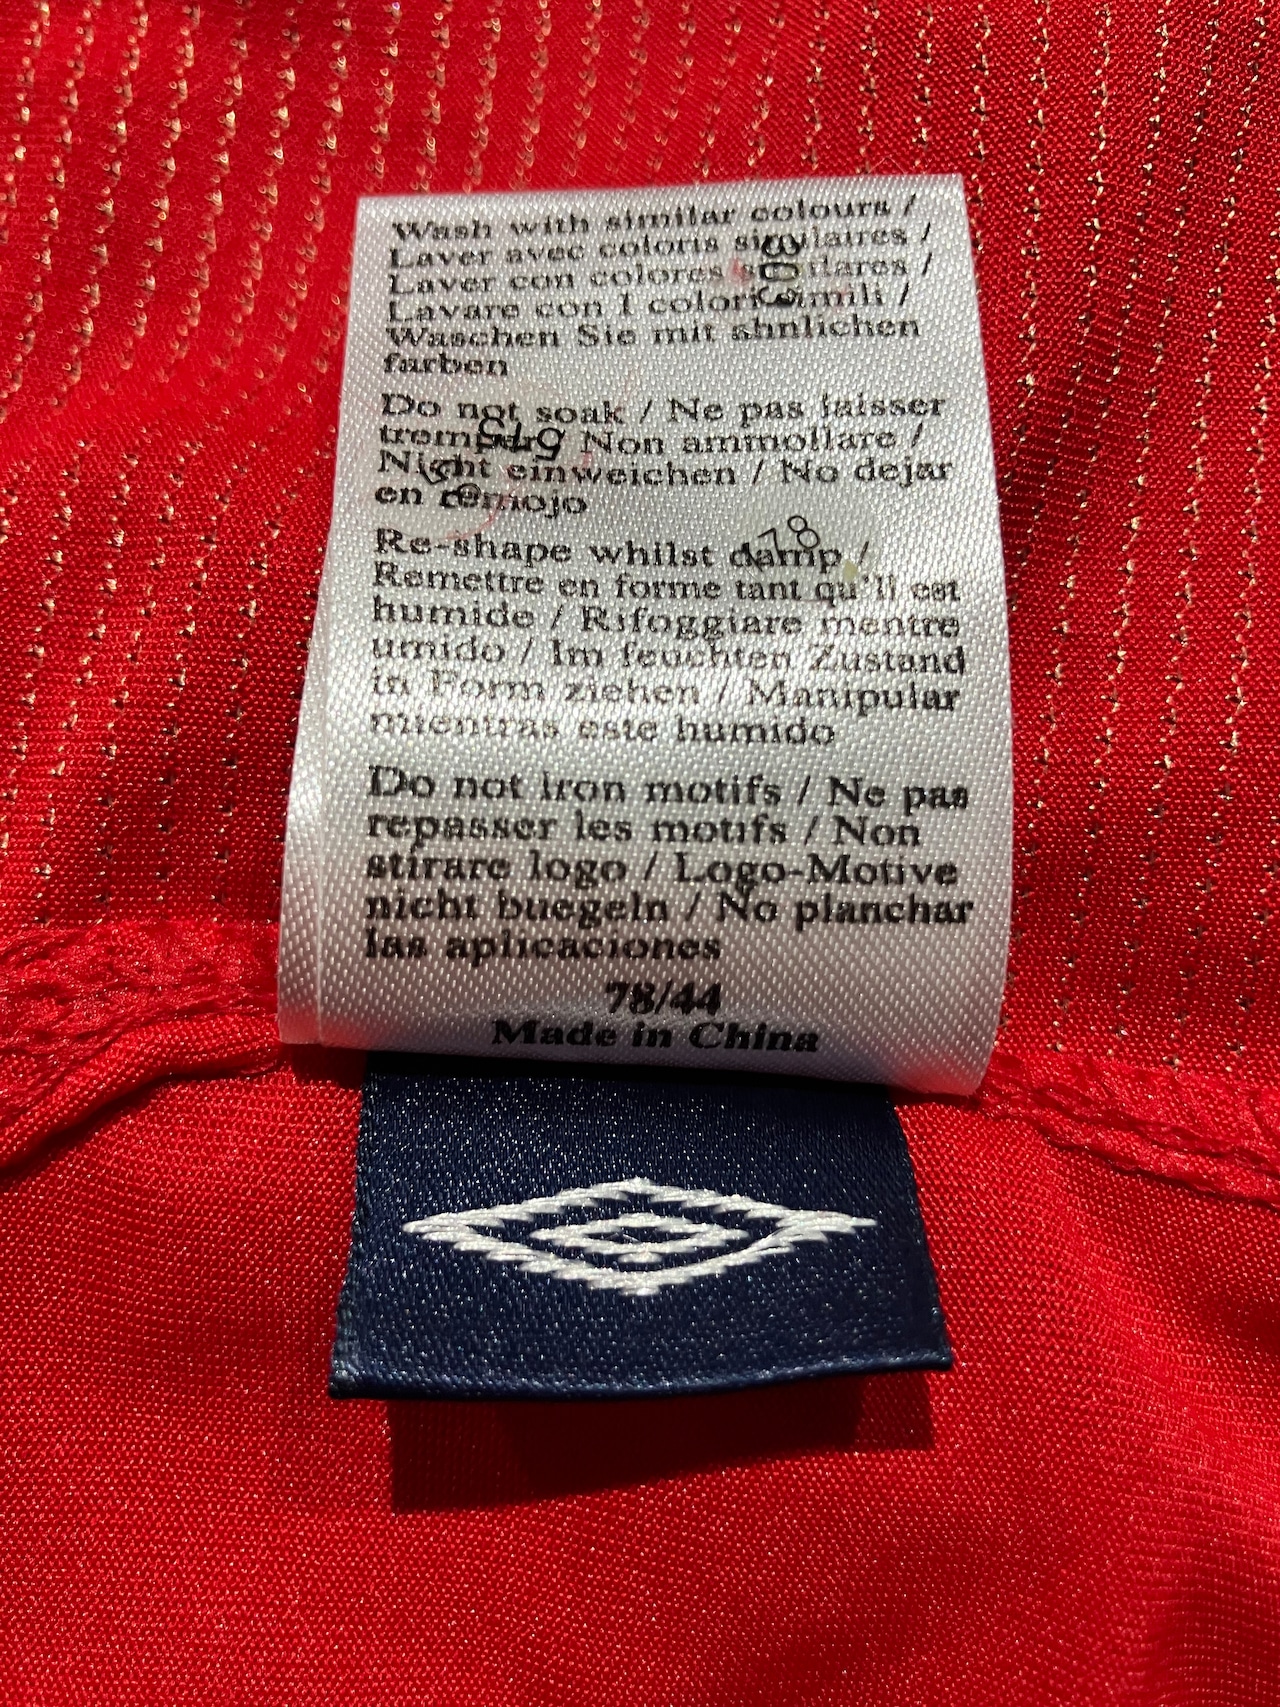 Wash with similar colours /
Laver avec coloris similaires /
Laver con colores similares /
Lavare con I colori simili /
Waschen Sie mit ahnlichen
farben
Do not soak / Ne pas laisser
tremper / Non ammollare /
Night einweichen / No dejar
en remojo
Re-shape whilst damp /
Remettre en forme tant qu'il est
humide / Rifoggiare mentre
umido / Im feuchten Zustand
in Form ziehen / Manipular
mientras este humido
Do not iron motifs / Ne pas
repasser les motifs / Non
stirare logo / Logo-Motive
nicht buegeln / No planchar
las aplicaciones
78/44
Made in China